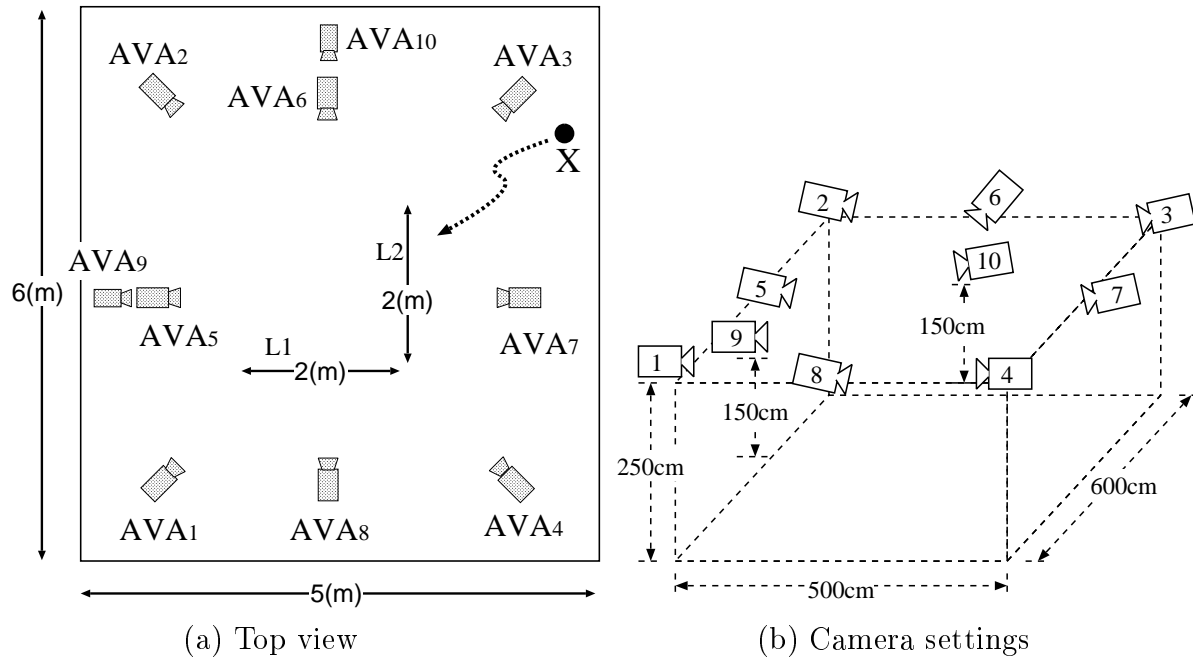 AVA10
AVA2
AVA3
AVA6
X
L2
AVA9
6(m)
2(m)
AVA5
AVA7
L1
2(m)
AVA1
AVA8
AVA4
5(m)
(a) Top view
2
6
3
10
5
7
9
150cm
1
8
4
150cm
250cm
600cm
500cm
(b) Camera settings